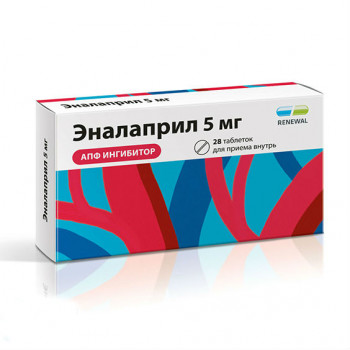 Эналаприл 5 мг
АПФ ИНГИБИТОР
RENEWAL
28 таблеток
для приема внутрь
Эналаприл 5 мг